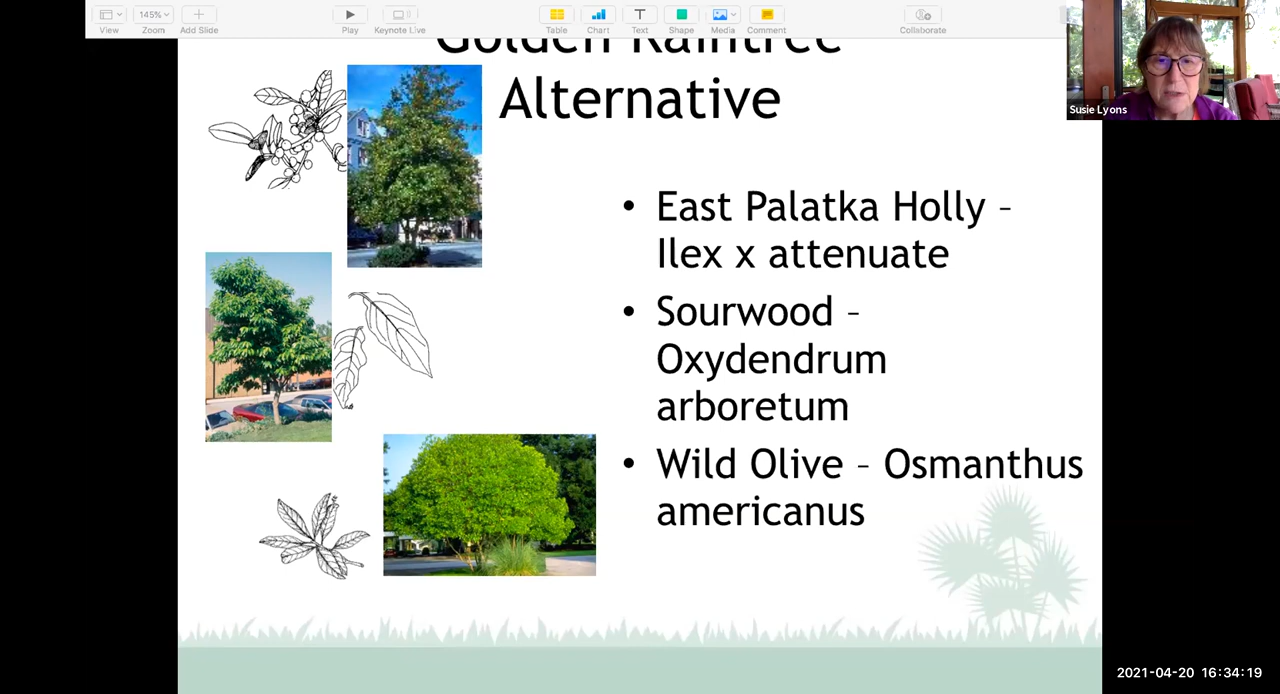 145%
View Zoom Add Slide Play Keynote Live Table Chart Text Shape Media Comment Collaborate
Susie Lyons
Golden Raintree
Alternative
• East Palatka Holly –
Ilex x attenuate
• Sourwood –
Oxydendrum
arboretum
• Wild Olive – Osmanthus
americanus
2021-04-20 16:34:19